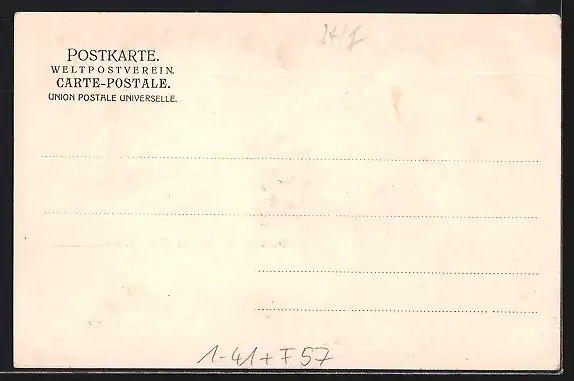 POSTKARTE.
WELTPOSTVEREIN.
CARTE-POSTALE.
UNION POSTALE UNIVERSELLE.
1-41+F57